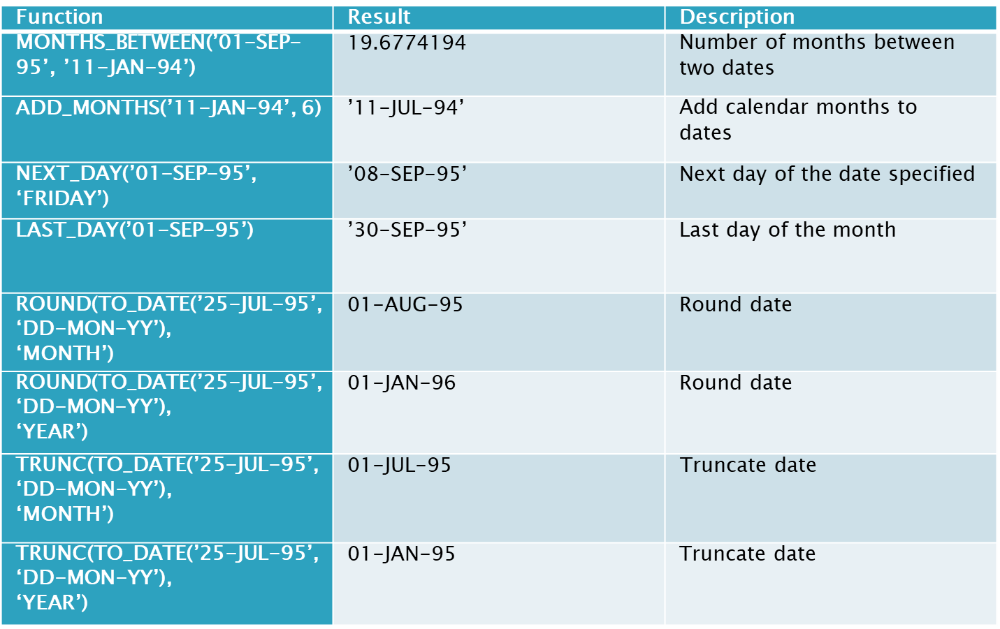 Function Result Description
MONTHS_BETWEEN(’01-SEP-
95’, ’11-JAN-94’)
19.6774194
Number of months between
two dates
ADD_MONTHS(’11-JAN-94’, 6)
’11-JUL-94’
Add calendar months to
dates
NEXT_DAY(’01-SEP-95’,
‘FRIDAY’)
’08-SEP-95’
Next day of the date specified
LAST_DAY(’01-SEP-95’)
’30-SEP-95’
Last day of the month
ROUND(TO_DATE(’25-JUL-95’,
‘DD-MON-YY’),
‘MONTH’)
01-AUG-95
Round date
ROUND(TO_DATE(’25-JUL-95’,
‘DD-MON-YY’),
‘YEAR’)
01-JAN-96
Round date
TRUNC(TO_DATE(’25-JUL-95’,
‘DD-MON-YY’),
‘MONTH’)
01-JUL-95
Truncate date
TRUNC(TO_DATE(’25-JUL-95’,
‘DD-MON-YY’),
‘YEAR’)
01-JAN-95
Truncate date